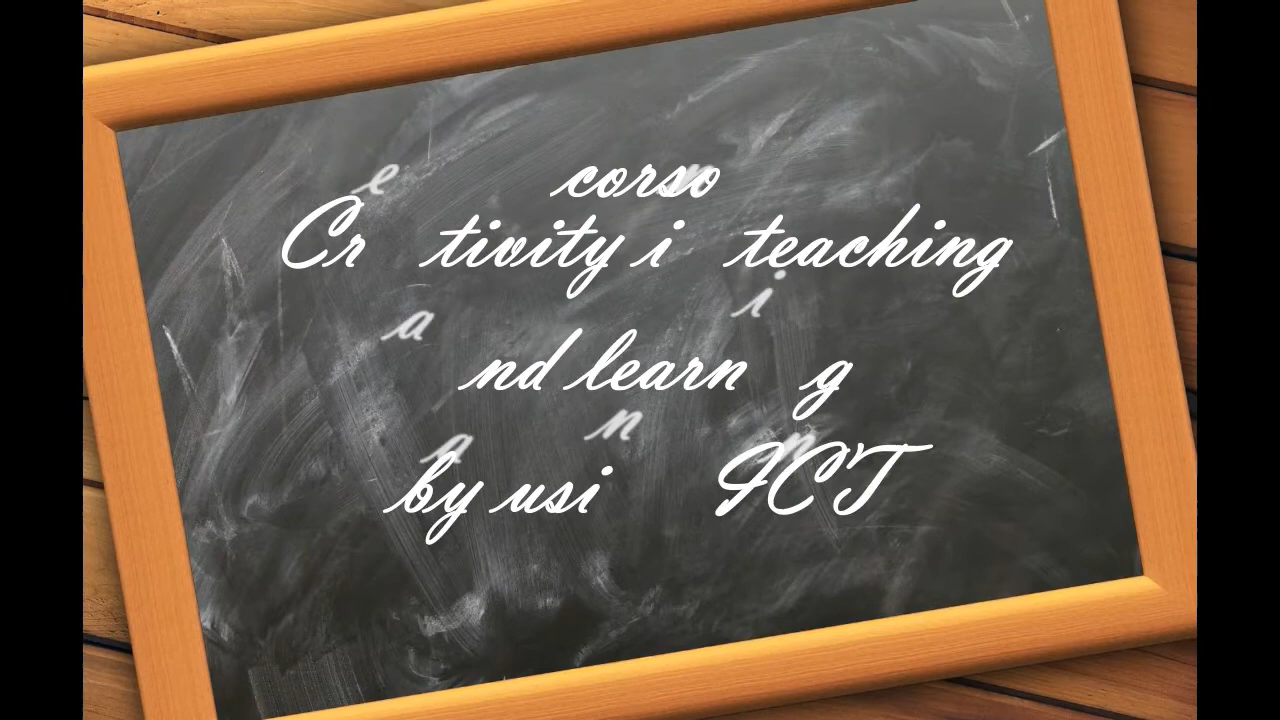 e corso
Cr tivity i teaching
a i
nd learn g
a n n
by usi ICT